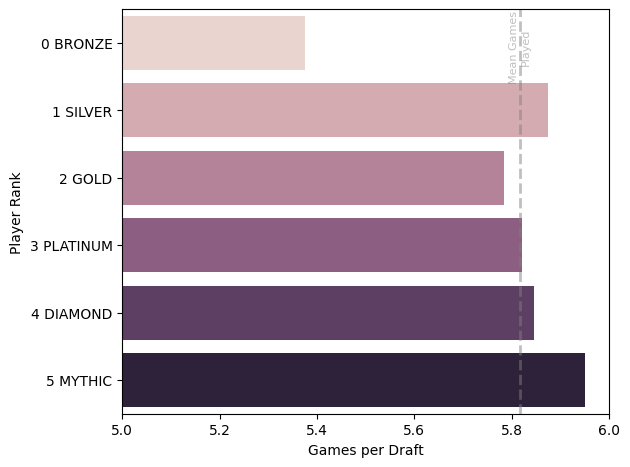 Mean Games
Played
0 BRONZE
1 SILVER
2 GOLD
3 PLATINUM
4 DIAMOND
5 MYTHIC
Player Rank
5.0 5.2 5.4 5.6 5.8 6.0
Games per Draft